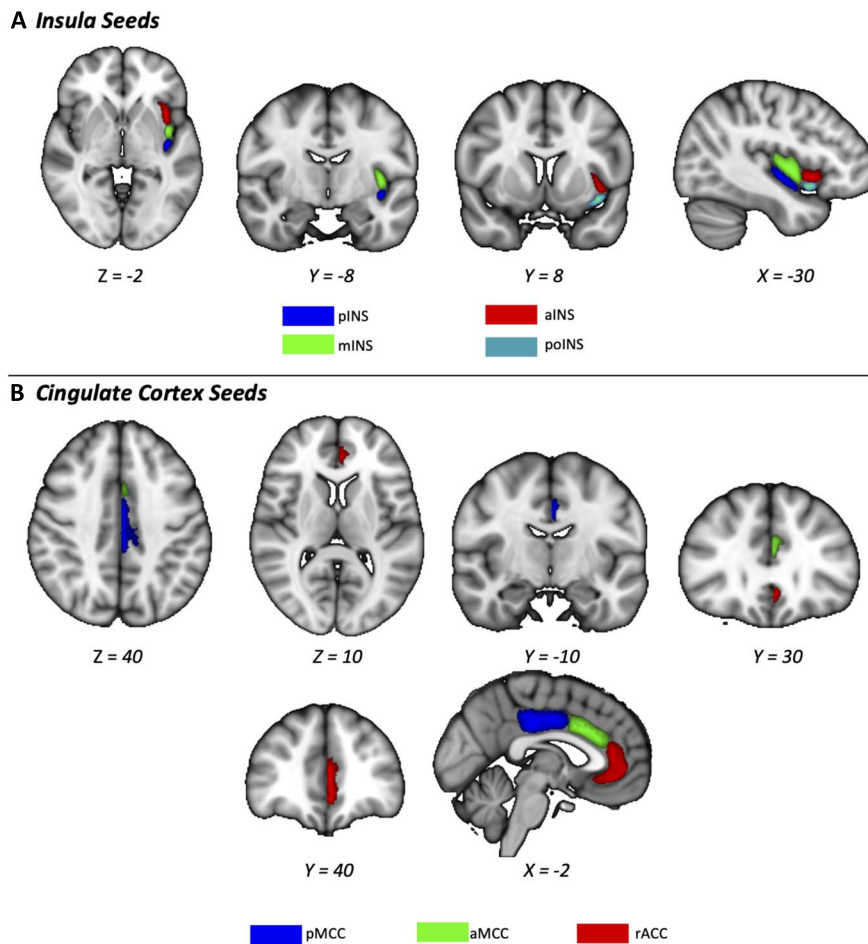 A Insula Seeds
Z = -2
Y = -8
Y = 8
X = -30
pINS
aINS
mINS
poINS
B Cingulate Cortex Seeds
Z = 40
Z = 10
Y = -10
Y = 30
Y = 40
X = -2
pMCC
aMCC
rACC